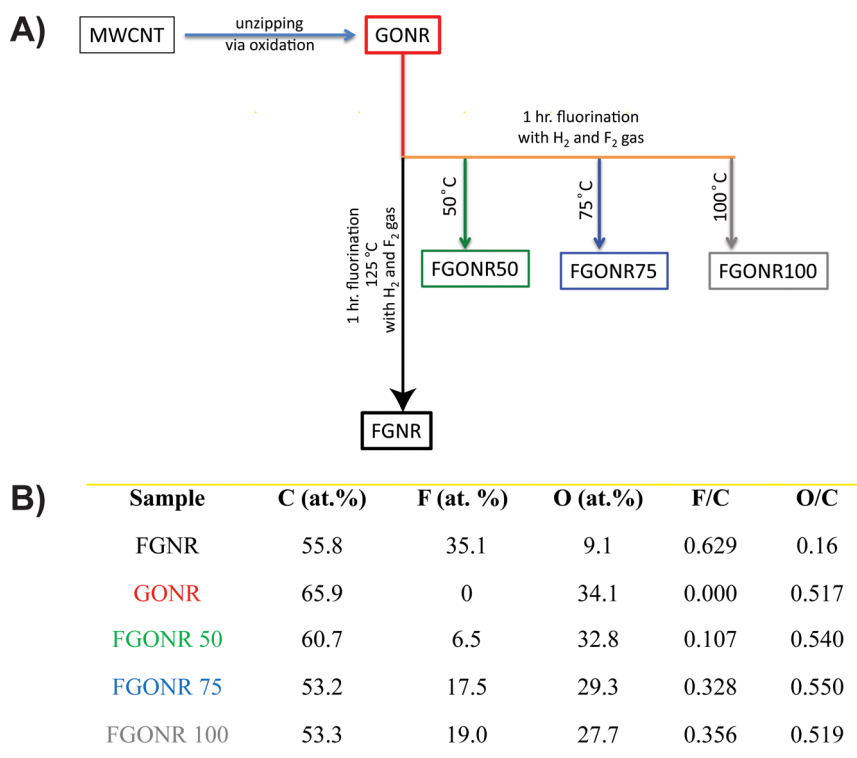 A)
MWCNT
unzipping
via oxidation
GONR
1 hr. fluorination
with H₂ and F₂ gas
50°C
75°C
100°C
1 hr. fluorination
125 °C
with H₂ and F₂ gas
FGONR50
FGONR75
FGONR100
FGNR
B)
Sample C (at.%) F (at. %) O (at.%) F/C O/C
FGNR 55.8 35.1 9.1 0.629 0.16
GONR 65.9 0 34.1 0.000 0.517
FGONR 50 60.7 6.5 32.8 0.107 0.540
FGONR 75 53.2 17.5 29.3 0.328 0.550
FGONR 100 53.3 19.0 27.7 0.356 0.519